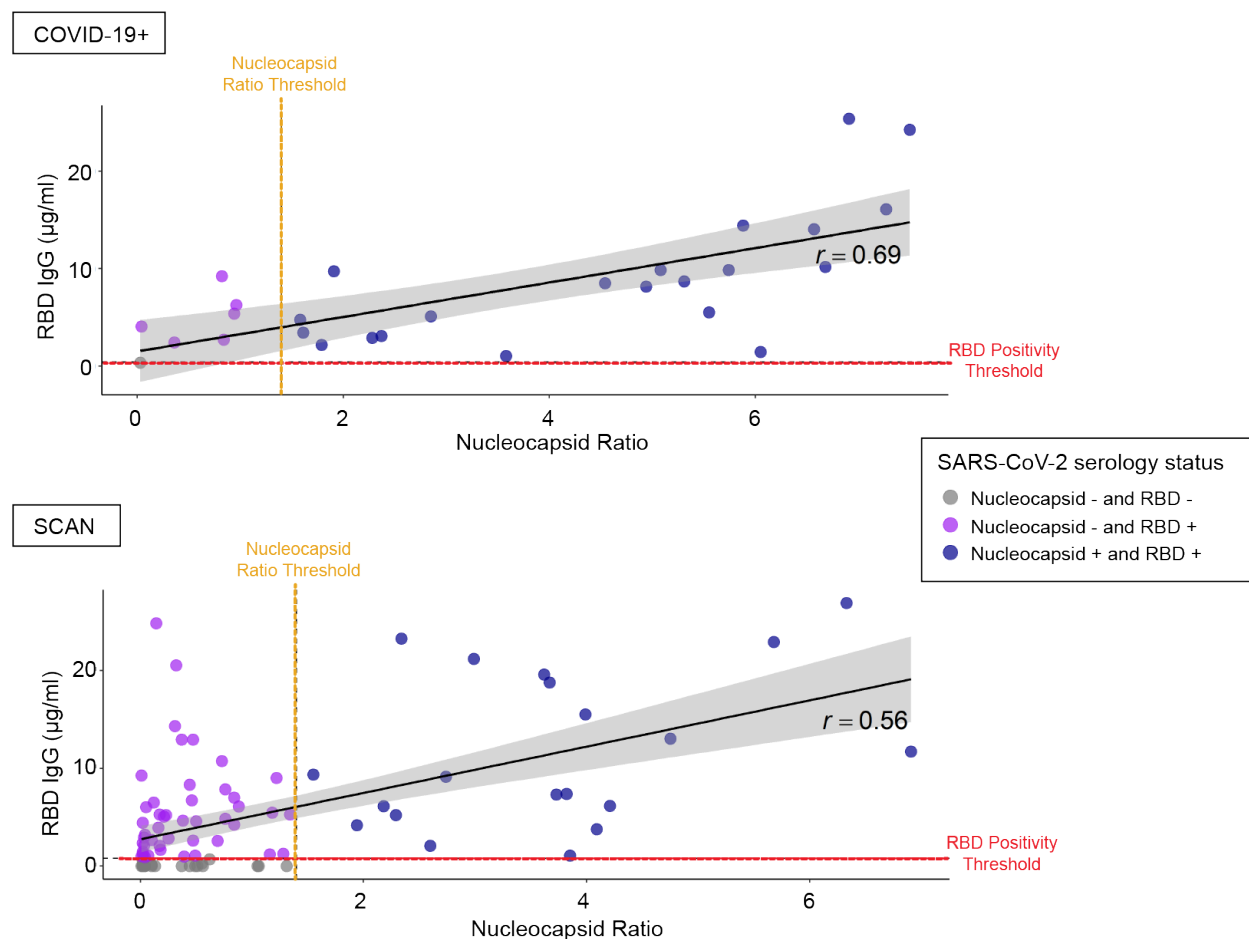 COVID-19+
Nucleocapsid
Ratio Threshold
RBD IgG (µg/ml)
20
10
0
r = 0.69
RBD Positivity
Threshold
0 2 4 6
Nucleocapsid Ratio
SARS-CoV-2 serology status
Nucleocapsid - and RBD -
Nucleocapsid - and RBD +
Nucleocapsid + and RBD +
SCAN
Nucleocapsid
Ratio Threshold
RBD IgG (µg/ml)
20
10
0
r = 0.56
RBD Positivity
Threshold
0 2 4 6
Nucleocapsid Ratio